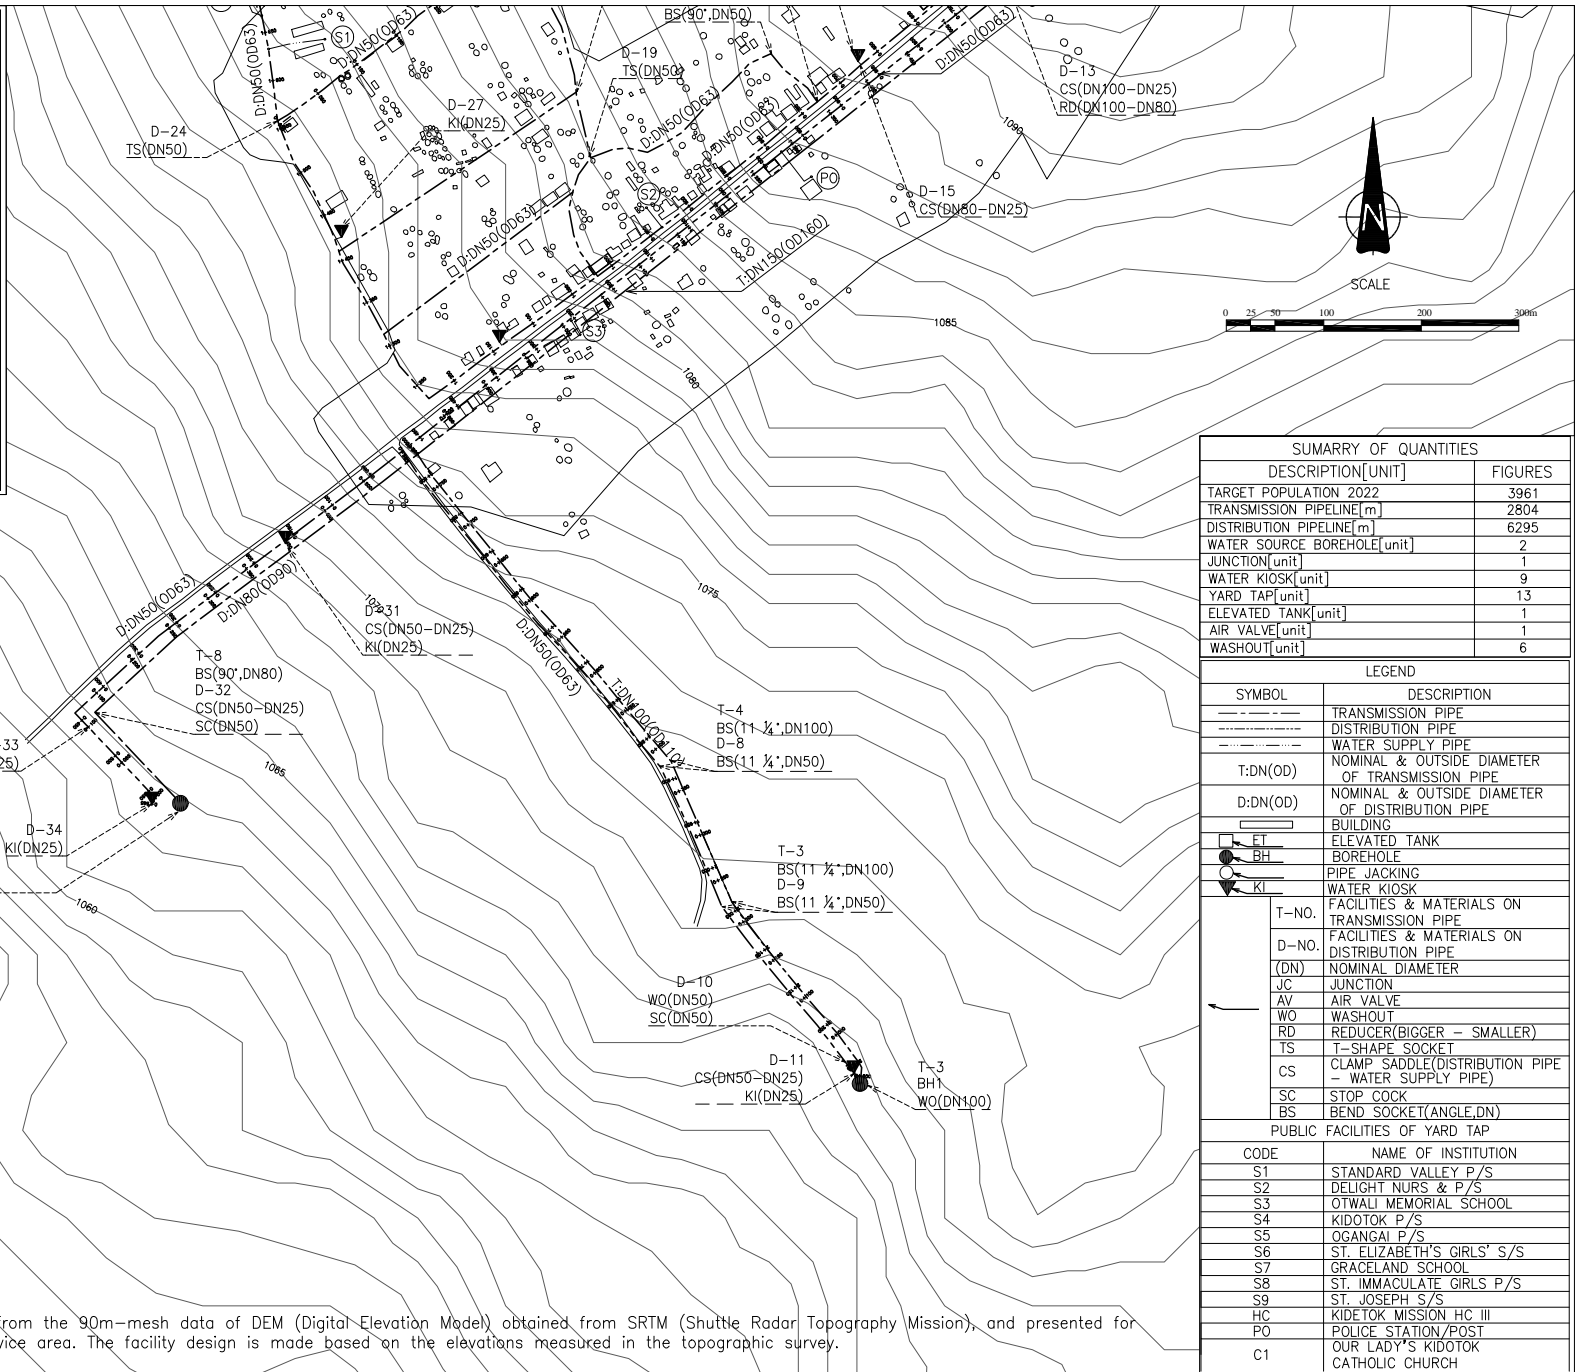 BS(90°,DN50)
S1
D:DN50(OD63)
D:DN50(OD63)
D-19
TS(DN50)
D:DN50(OD63)
D-13
CS(DN100-DN25)
RD(DN100-DN80)
D-27
KI(DN25)
D-24
TS(DN50)
D:DN50(OD63)
D:DN50(OD63)
1090
PO
S2
D-15
CS(DN80-DN25)
D:DN50(OD63)
T:DN150(OD160)
N
SCALE
0 25 50 100 200 300m
1085
S3
1080
SUMARRY OF QUANTITIES
DESCRIPTION[UNIT] FIGURES
TARGET POPULATION 2022 3961
TRANSMISSION PIPELINE[m] 2804
DISTRIBUTION PIPELINE[m] 6295
WATER SOURCE BOREHOLE[unit] 2
JUNCTION[unit] 1
WATER KIOSK[unit] 9
YARD TAP[unit] 13
ELEVATED TANK[unit] 1
AIR VALVE[unit] 1
WASHOUT[unit] 6
D:DN50(OD63)
D:DN80(OD90)
1070
D-31
CS(DN50-DN25)
KI(DN25)
1075
D:DN50(OD63)
T:DN100(OD110)
T-8
BS(90°,DN80)
D-32
CS(DN50-DN25)
SC(DN50)
-33
25)
1065
T-4
BS(11 ¼°,DN100)
D-8
BS(11 ¼°,DN50)
D-34
KI(DN25)
1060
T-3
BS(11 ¼°,DN100)
D-9
BS(11 ¼°,DN50)
D-10
WO(DN50)
SC(DN50)
D-11
CS(DN50-DN25)
KI(DN25)
T-3
BH1
WO(DN100)
LEGEND
SYMBOL DESCRIPTION
TRANSMISSION PIPE
DISTRIBUTION PIPE
WATER SUPPLY PIPE
T:DN(OD) NOMINAL & OUTSIDE DIAMETER
OF TRANSMISSION PIPE
D:DN(OD) NOMINAL & OUTSIDE DIAMETER
OF DISTRIBUTION PIPE
BUILDING
ET ELEVATED TANK
BH BOREHOLE
PIPE JACKING
KI WATER KIOSK
T-NO. FACILITIES & MATERIALS ON
TRANSMISSION PIPE
D-NO. FACILITIES & MATERIALS ON
DISTRIBUTION PIPE
(DN) NOMINAL DIAMETER
JC JUNCTION
AV AIR VALVE
WO WASHOUT
RD REDUCER(BIGGER - SMALLER)
TS T-SHAPE SOCKET
CS CLAMP SADDLE(DISTRIBUTION PIPE
- WATER SUPPLY PIPE)
SC STOP COCK
BS BEND SOCKET(ANGLE,DN)
PUBLIC FACILITIES OF YARD TAP
CODE NAME OF INSTITUTION
S1 STANDARD VALLEY P/S
S2 DELIGHT NURS & P/S
S3 OTWALI MEMORIAL SCHOOL
S4 KIDOTOK P/S
S5 OGANGAI P/S
S6 ST. ELIZABETH'S GIRLS' S/S
S7 GRACELAND SCHOOL
S8 ST. IMMACULATE GIRLS P/S
S9 ST. JOSEPH S/S
HC KIDETOK MISSION HC III
PO POLICE STATION/POST
C1 OUR LADY'S KIDOTOK
CATHOLIC CHURCH
from the 90m-mesh data of DEM (Digital Elevation Model) obtained from SRTM (Shuttle Radar Topography Mission), and presented for
vice area. The facility design is made based on the elevations measured in the topographic survey.